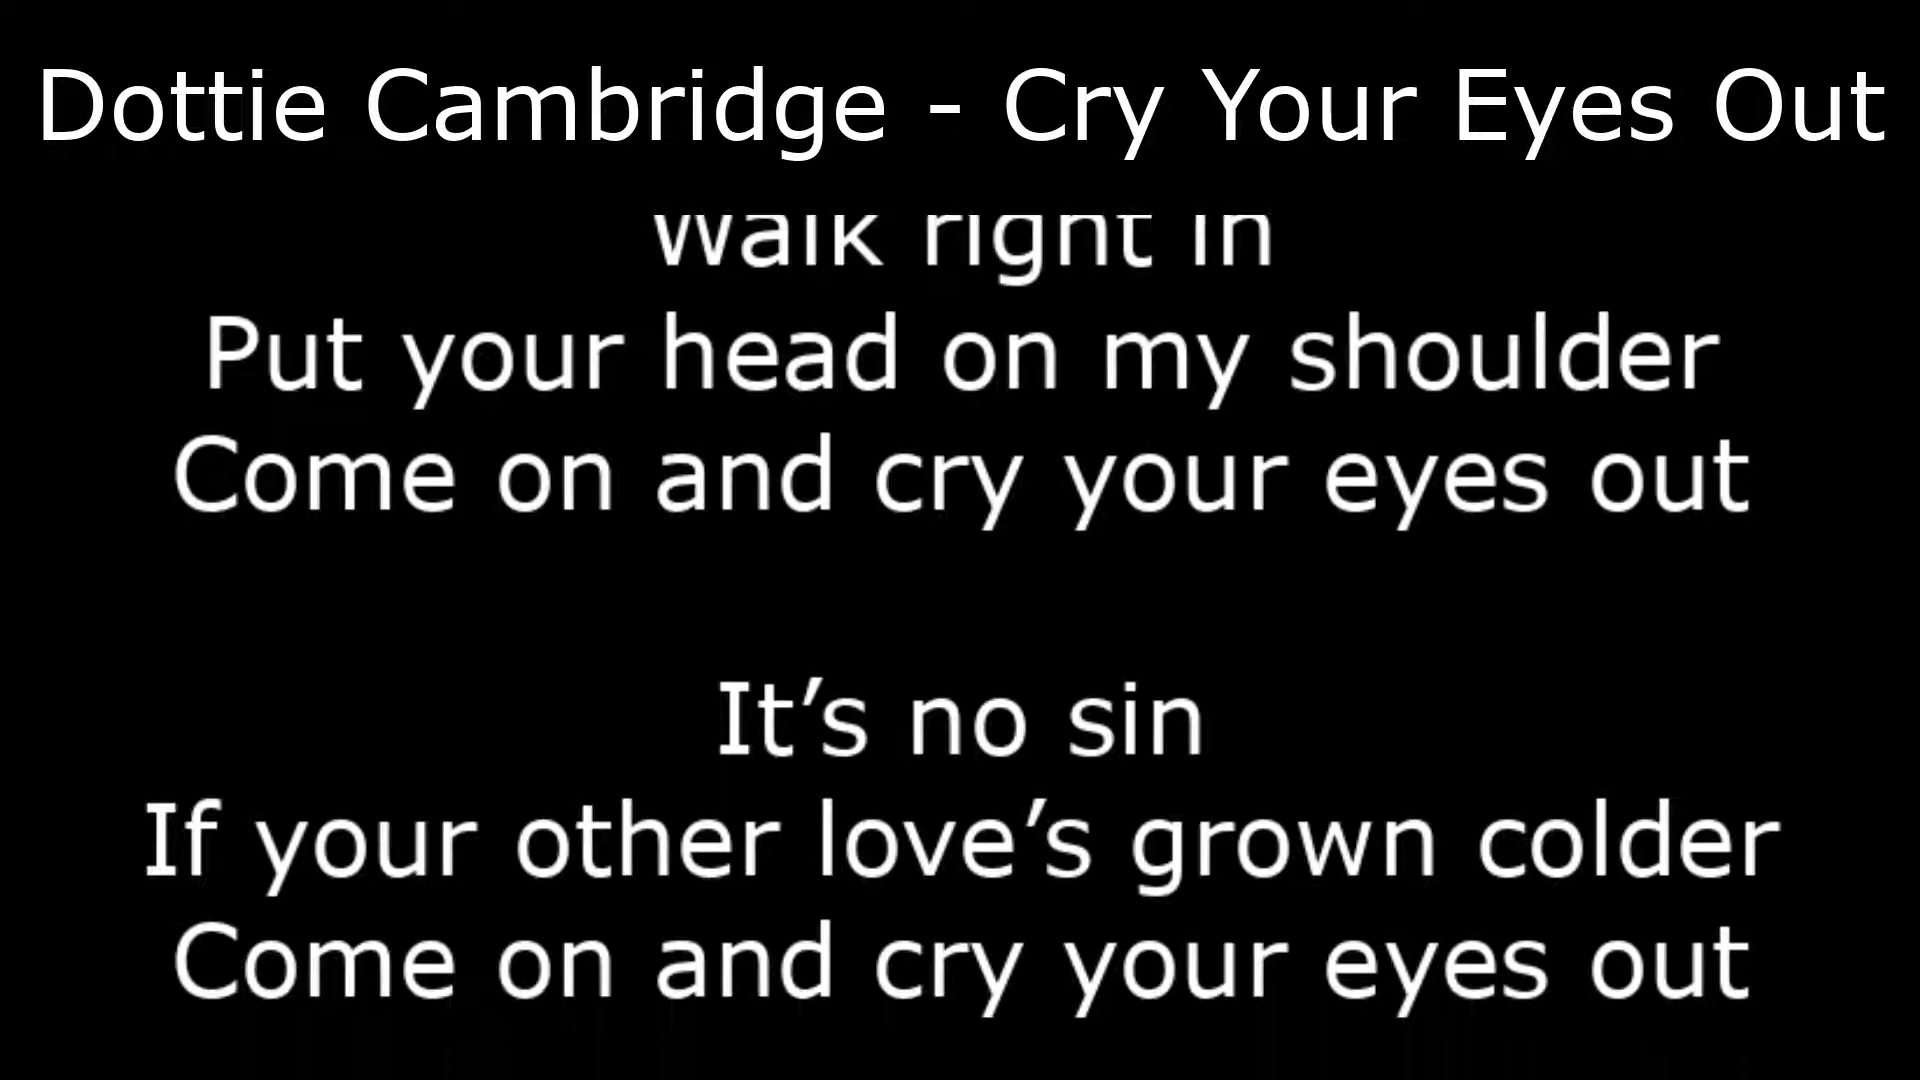 Dottie Cambridge - Cry Your Eyes Out
Walk right in
Put your head on my shoulder
Come on and cry your eyes out
It’s no sin
If your other love’s grown colder
Come on and cry your eyes out